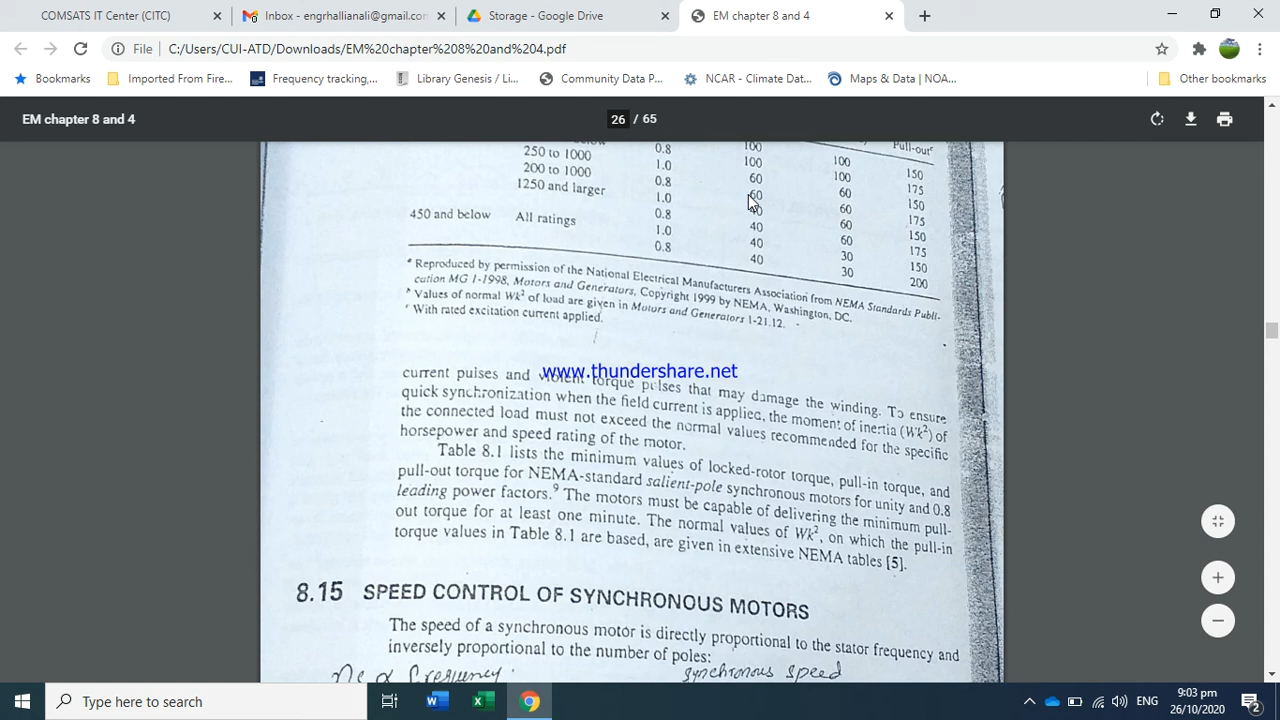 COMSATS IT Center (CITC)
Inbox - engrhallianali@gmail.com
Storage - Google Drive
EM chapter 8 and 4
File
C:/Users/CUI-ATD/Downloads/EM%20chapter%208%20and%204.pdf
Bookmarks
Imported From Fire...
Frequency tracking,...
Library Genesis / Li...
Community Data P...
NCAR - Climate Dat...
Maps & Data | NOA...
Other bookmarks
EM chapter 8 and 4
26 / 65
0.8 100 Pull-outᶜ
250 to 1000 1.0 100 100 150
200 to 1000 0.8 60 100 175
1250 and larger 1.0 60 60 150
0.8 60 175
450 and below All ratings 1.0 40 60 150
0.8 40 60 175
40 30 150
30 200
ᵃ Reproduced by permission of the National Electrical Manufacturers Association from NEMA Standards Publi-
cation MG 1-1998, Motors and Generators, Copyright 1999 by NEMA, Washington, DC.
ᵇ Values of normal Wk² of load are given in Motors and Generators 1-21.12.
ᶜ With rated excitation current applied.
www.thundershare.net
current pulses and violent torque pulses that may damage the winding. To ensure
quick synchronization when the field current is applied, the moment of inertia (Wk²) of
the connected load must not exceed the normal values recommended for the specific
horsepower and speed rating of the motor.
Table 8.1 lists the minimum values of locked-rotor torque, pull-in torque, and
pull-out torque for NEMA-standard salient-pole synchronous motors for unity and 0.8
leading power factors.⁹ The motors must be capable of delivering the minimum pull-
out torque for at least one minute. The normal values of Wk², on which the pull-in
torque values in Table 8.1 are based, are given in extensive NEMA tables [5].
8.15 SPEED CONTROL OF SYNCHRONOUS MOTORS
The speed of a synchronous motor is directly proportional to the stator frequency and
inversely proportional to the number of poles:
frequency. synchronous speed
Type here to search
ENG
9:03 pm
26/10/2020
2